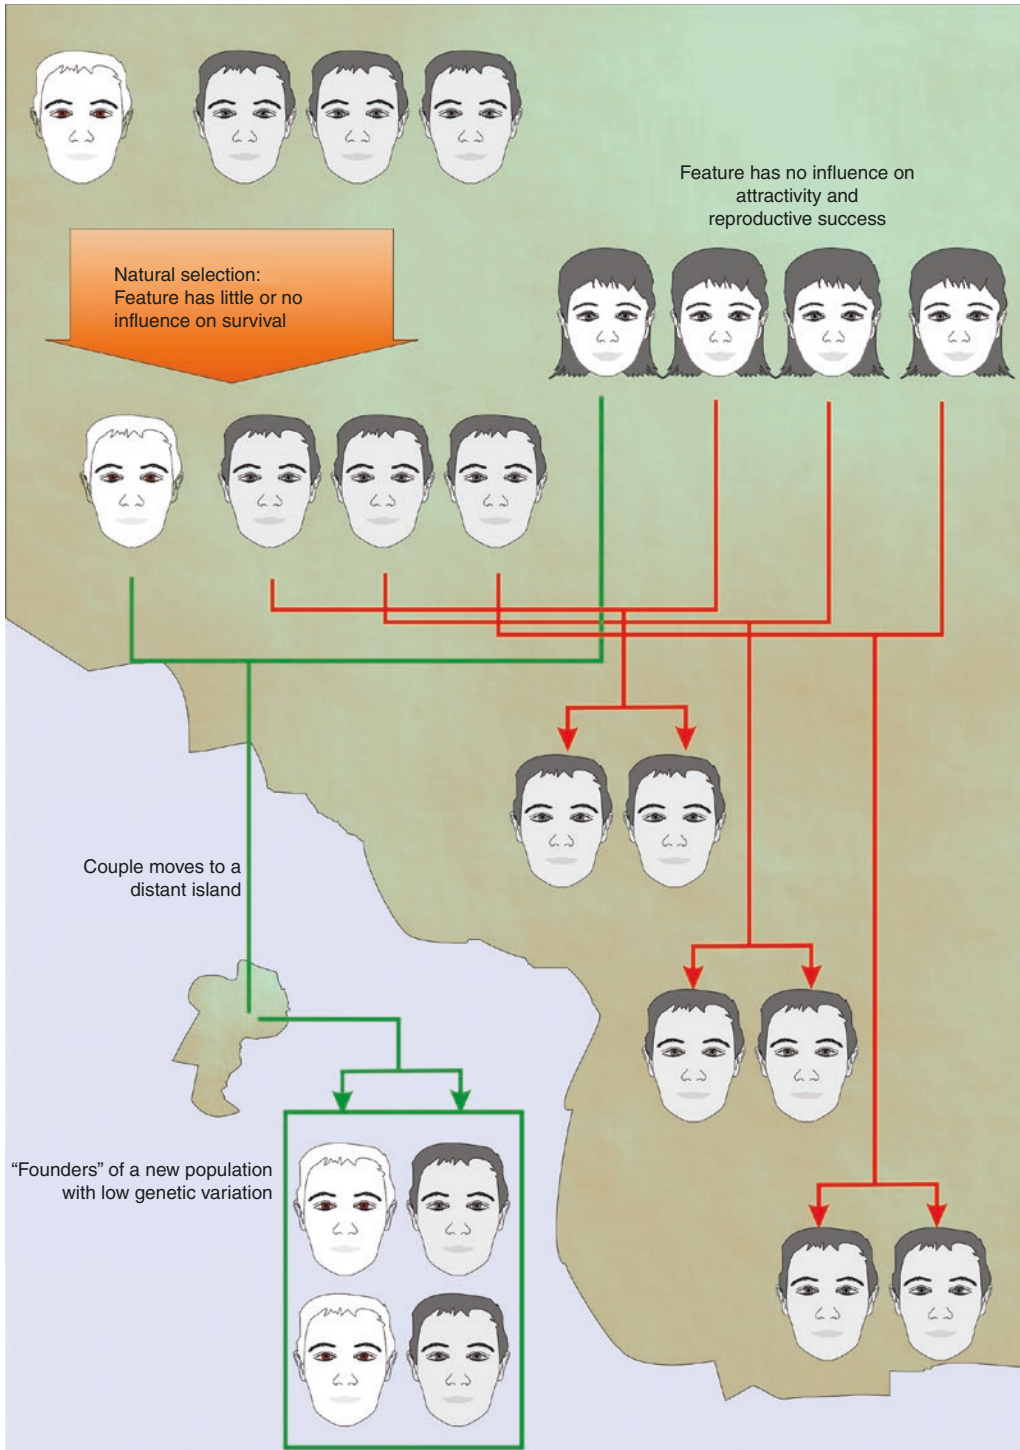 Feature has no influence on
attractivity and
reproductive success
Natural selection:
Feature has little or no
influence on survival
Couple moves to a
distant island
“Founders” of a new population
with low genetic variation